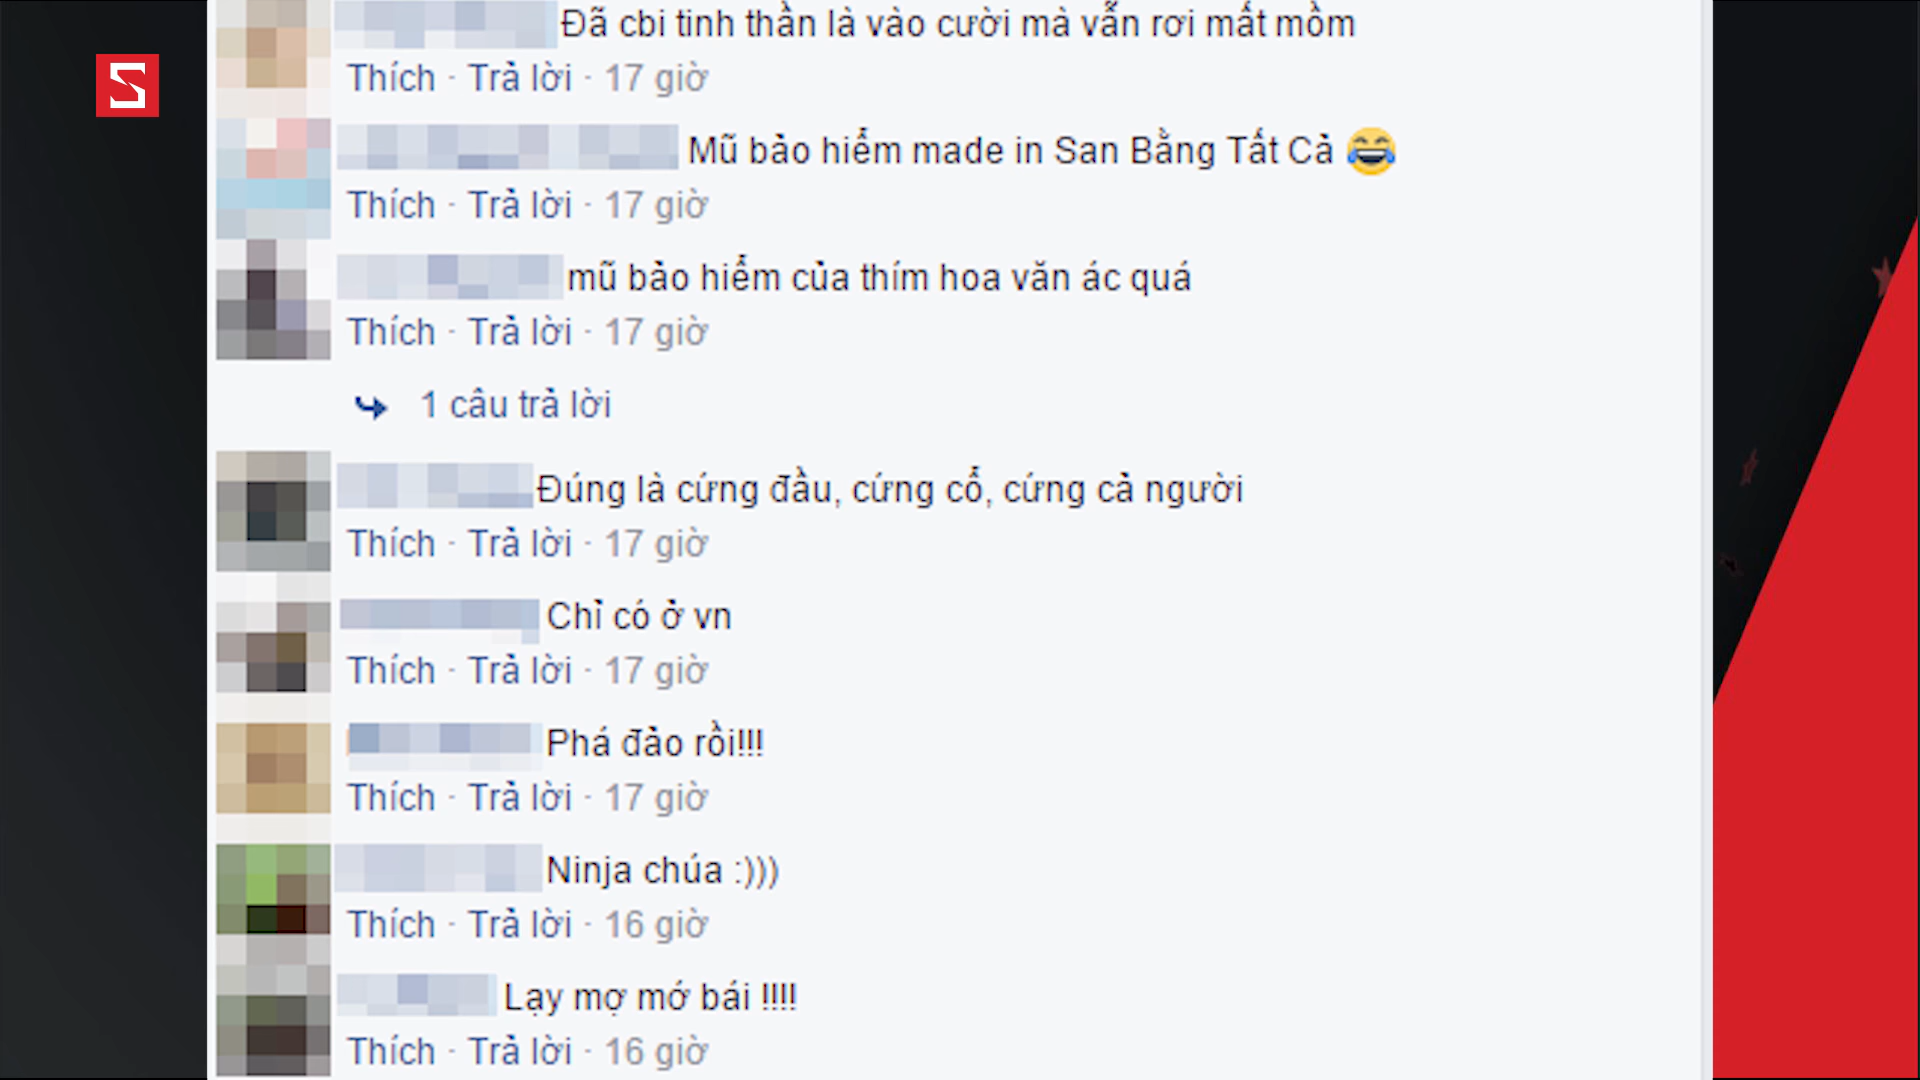 Đã cbi tinh thần là vào cười mà vẫn rơi mất mồm
Thích · Trả lời · 17 giờ
Mũ bảo hiểm made in San Bằng Tất Cả 😂
Thích · Trả lời · 17 giờ
mũ bảo hiểm của thím hoa văn ác quá
Thích · Trả lời · 17 giờ
1 câu trả lời
Đúng là cứng đầu, cứng cổ, cứng cả người
Thích · Trả lời · 17 giờ
Chỉ có ở vn
Thích · Trả lời · 17 giờ
Phá đảo rồi!!!
Thích · Trả lời · 17 giờ
Ninja chúa :)))
Thích · Trả lời · 16 giờ
Lạy mợ mớ bái !!!!
Thích · Trả lời · 16 giờ